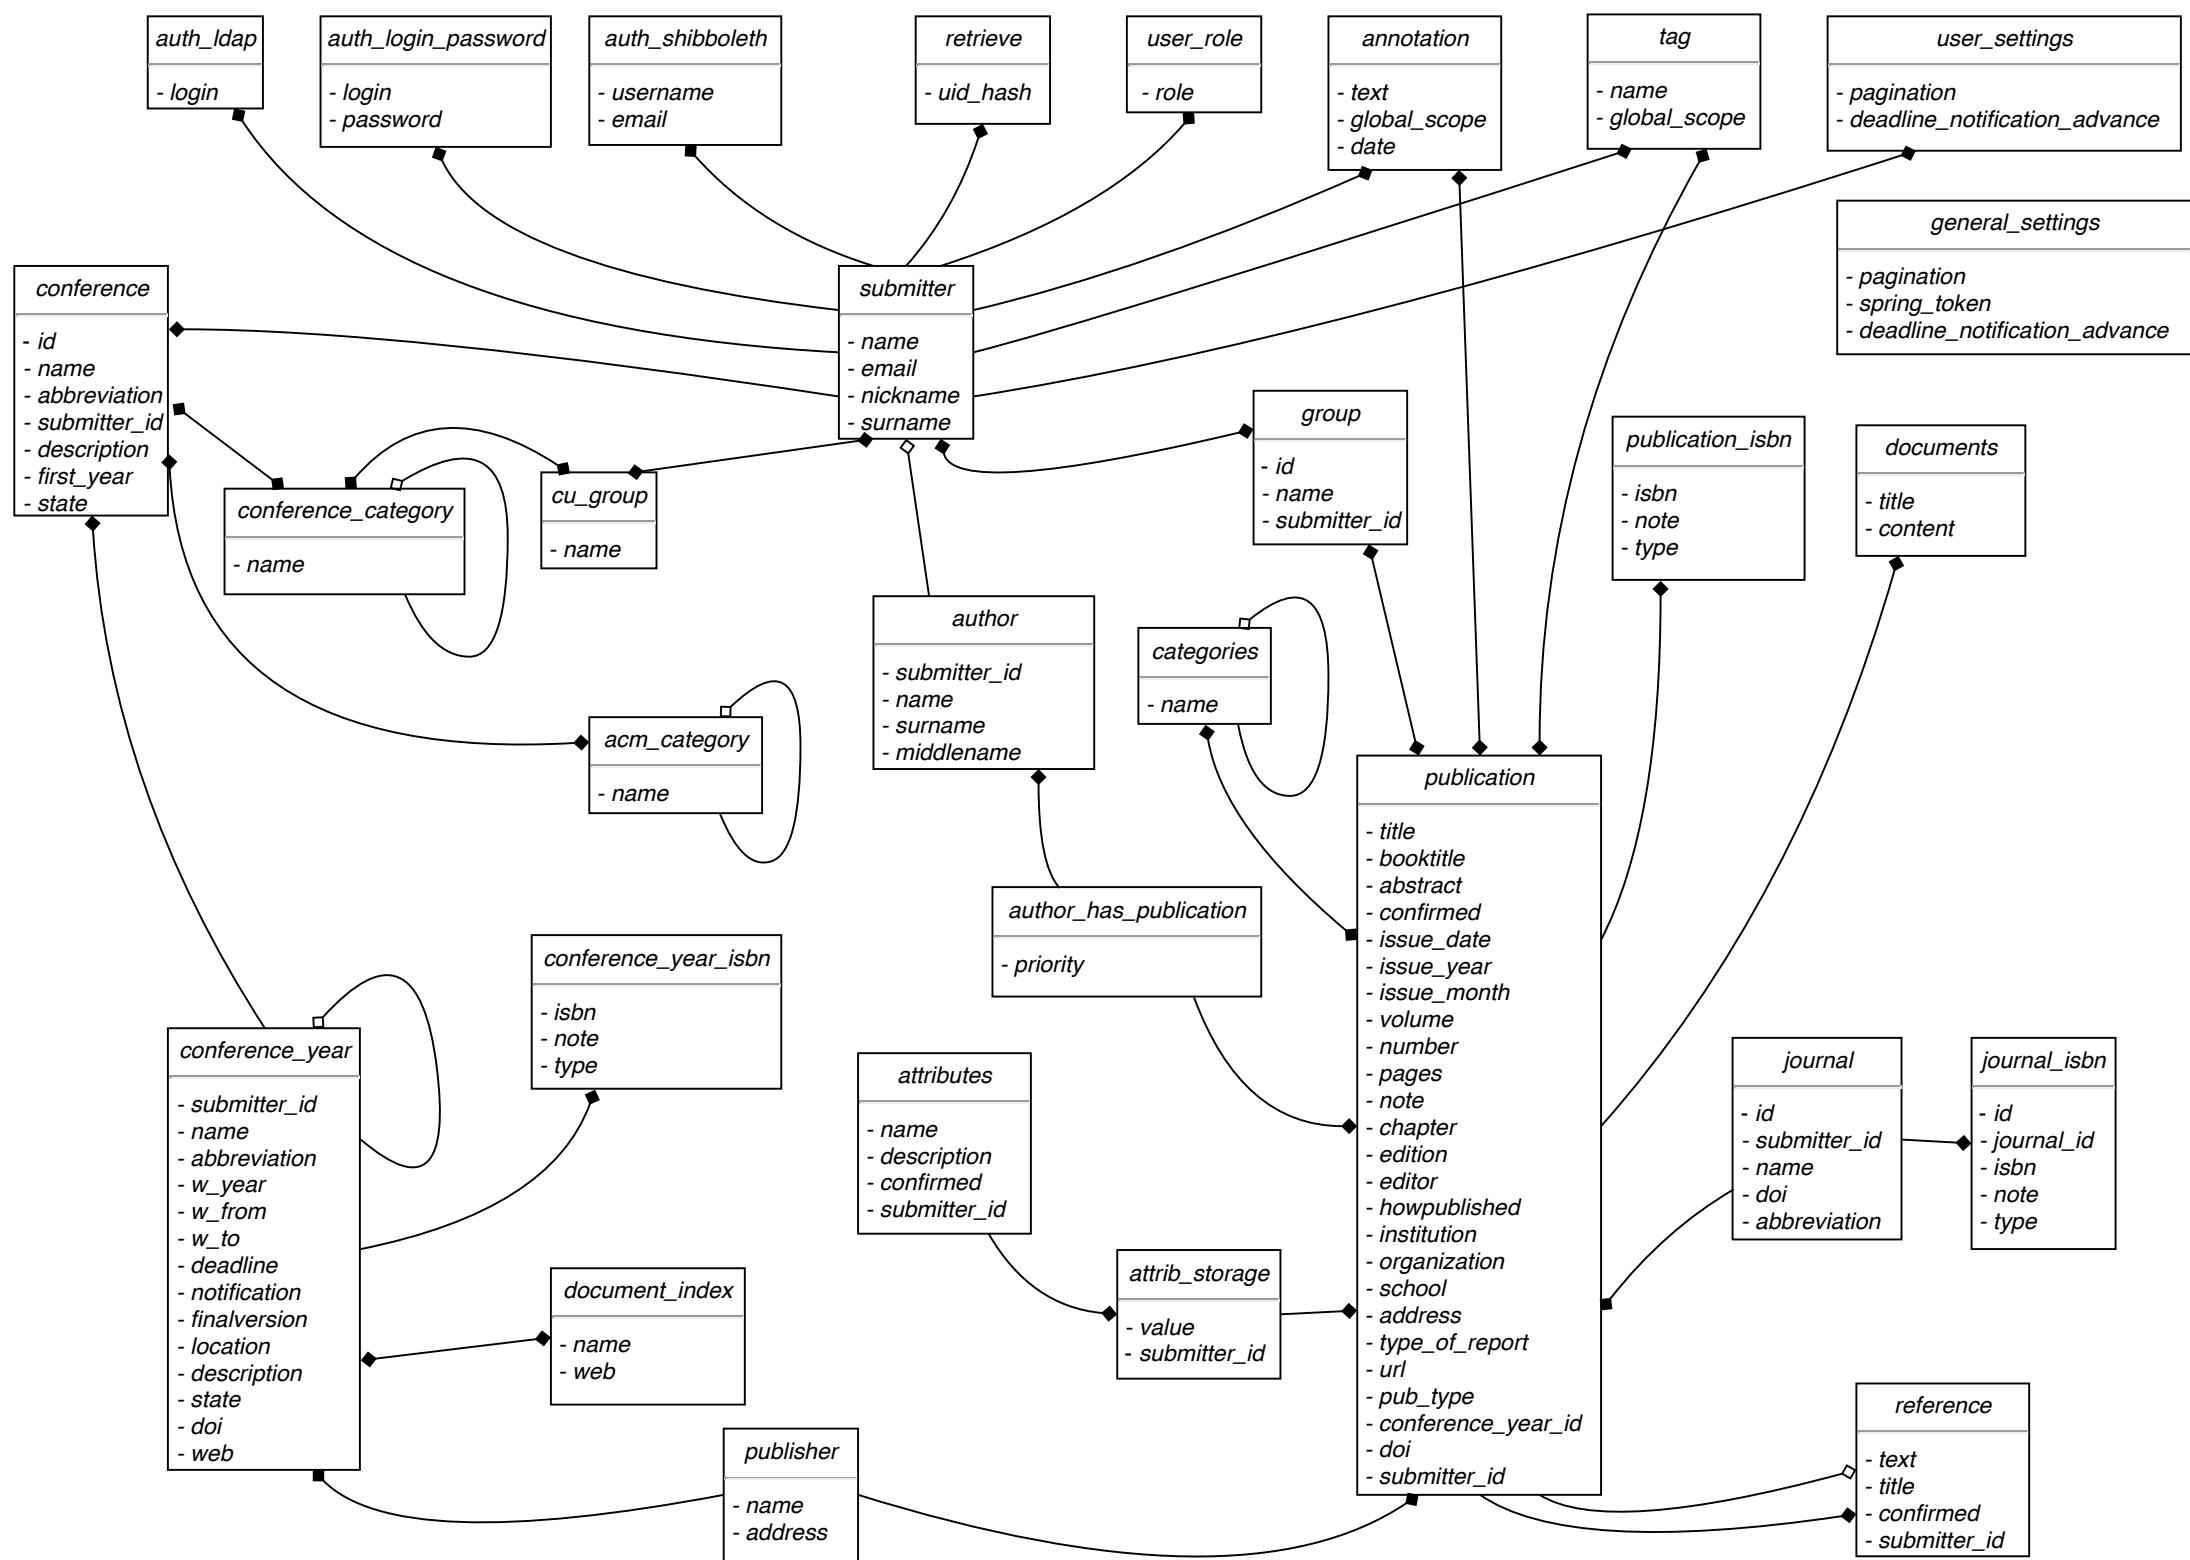 auth_ldap
- login
auth_login_password
- login
- password
auth_shibboleth
- username
- email
retrieve
- uid_hash
user_role
- role
annotation
- text
- global_scope
- date
tag
- name
- global_scope
user_settings
- pagination
- deadline_notification_advance
general_settings
- pagination
- spring_token
- deadline_notification_advance
conference
- id
- name
- abbreviation
- submitter_id
- description
- first_year
- state
submitter
- name
- email
- nickname
- surname
group
- id
- name
- submitter_id
publication_isbn
- isbn
- note
- type
documents
- title
- content
conference_category
- name
cu_group
- name
author
- submitter_id
- name
- surname
- middlename
categories
- name
acm_category
- name
publication
- title
- booktitle
- abstract
- confirmed
- issue_date
- issue_year
- issue_month
- volume
- number
- pages
- note
- chapter
- edition
- editor
- howpublished
- institution
- organization
- school
- address
- type_of_report
- url
- pub_type
- conference_year_id
- doi
- submitter_id
author_has_publication
- priority
conference_year_isbn
- isbn
- note
- type
conference_year
- submitter_id
- name
- abbreviation
- w_year
- w_from
- w_to
- deadline
- notification
- finalversion
- location
- description
- state
- doi
- web
attributes
- name
- description
- confirmed
- submitter_id
journal
- id
- submitter_id
- name
- doi
- abbreviation
journal_isbn
- id
- journal_id
- isbn
- note
- type
attrib_storage
- value
- submitter_id
document_index
- name
- web
publisher
- name
- address
reference
- text
- title
- confirmed
- submitter_id